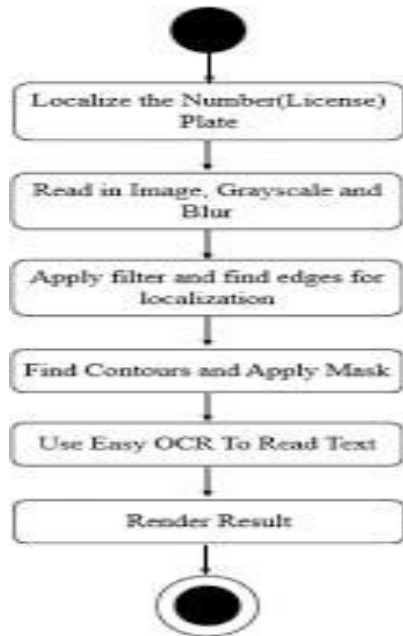 Localize the Number(License)
Plate
Read in Image, Grayscale and
Blur
Apply filter and find edges for
localization
Find Contours and Apply Mask
Use Easy OCR To Read Text
Render Result